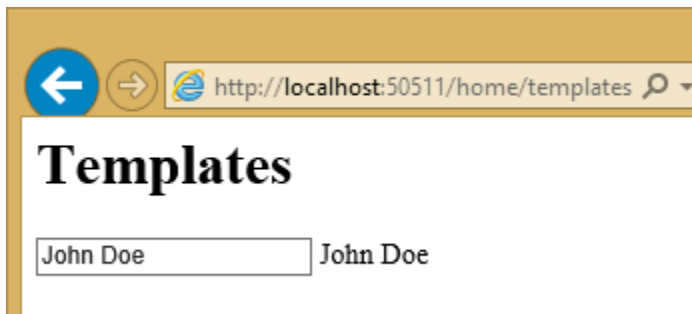 http://localhost:50511/home/templates
Templates
John Doe John Doe